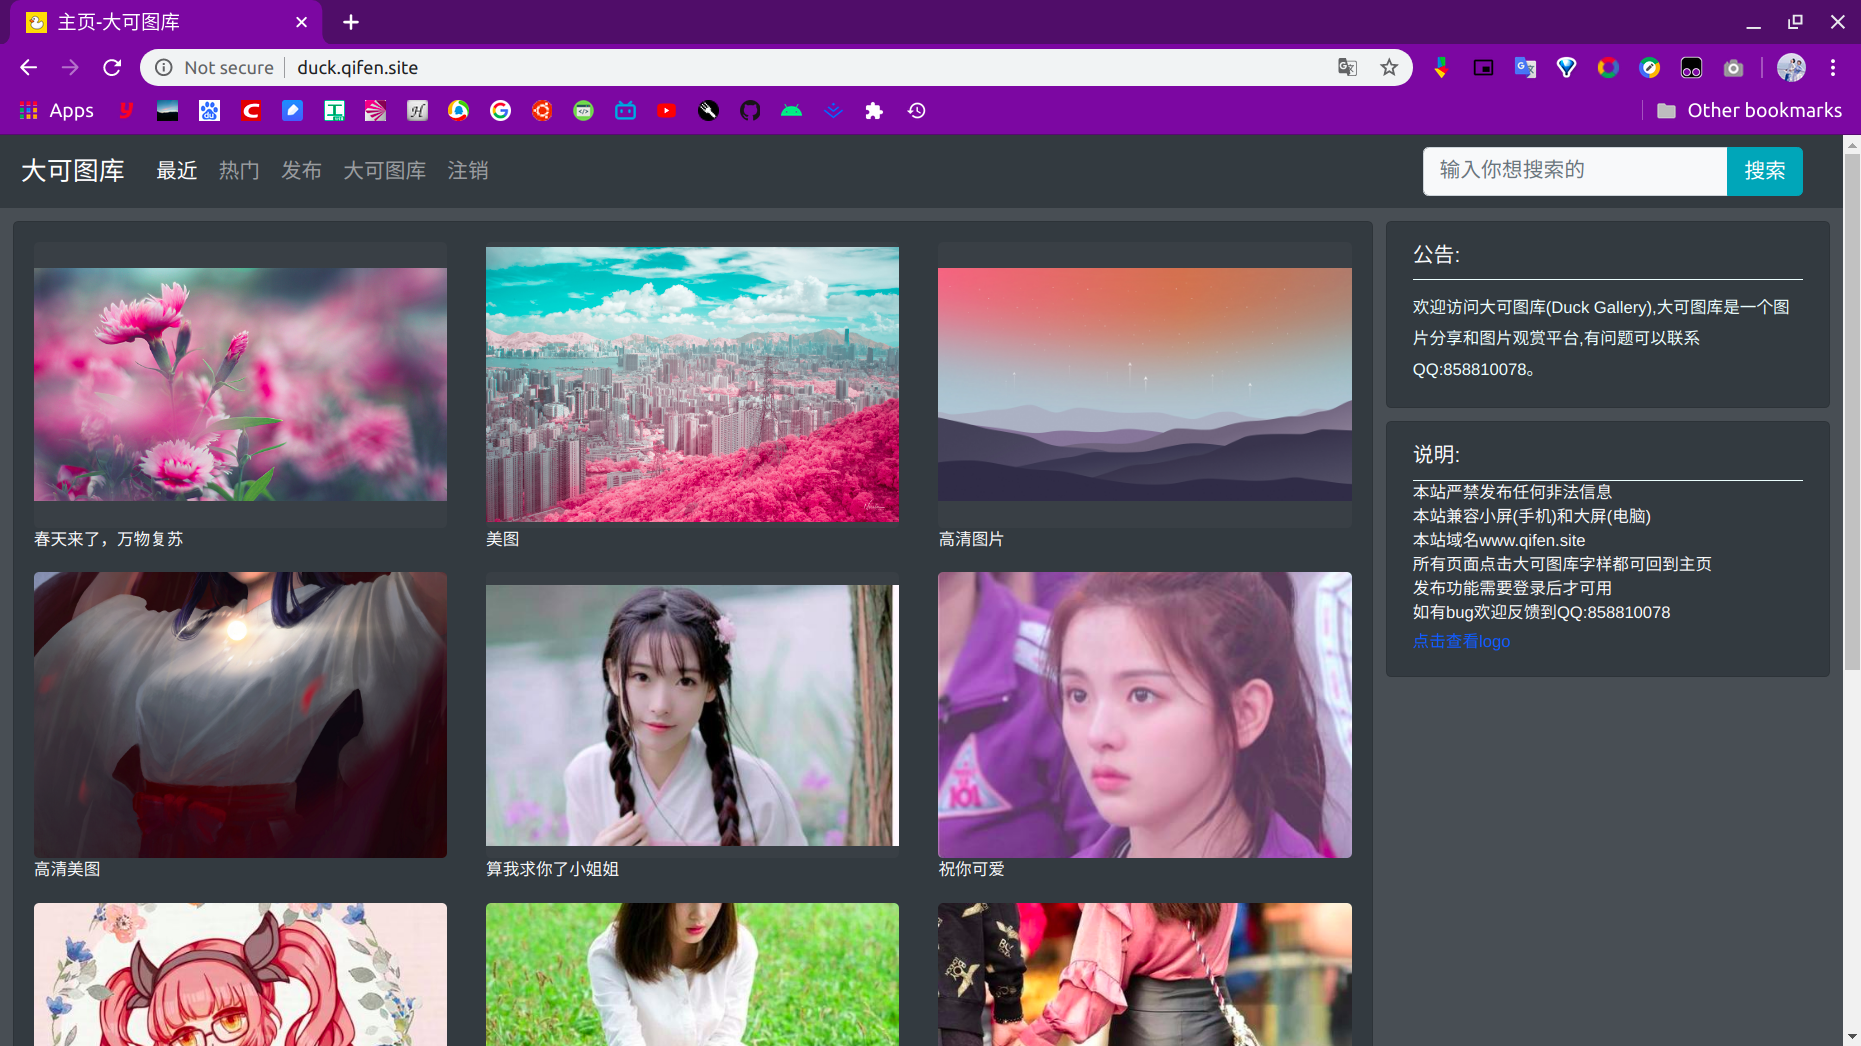 主页-大可图库
Not secure
duck.qifen.site
Apps
Other bookmarks
大可图库
最近
热门
发布
大可图库
注销
输入你想搜索的
搜索
春天来了，万物复苏
美图
高清图片
高清美图
算我求你了小姐姐
祝你可爱
101
公告:
欢迎访问大可图库(Duck Gallery),大可图库是一个图
片分享和图片观赏平台,有问题可以联系
QQ:858810078。
说明:
本站严禁发布任何非法信息
本站兼容小屏(手机)和大屏(电脑)
本站域名www.qifen.site
所有页面点击大可图库字样都可回到主页
发布功能需要登录后才可用
如有bug欢迎反馈到QQ:858810078
点击查看logo